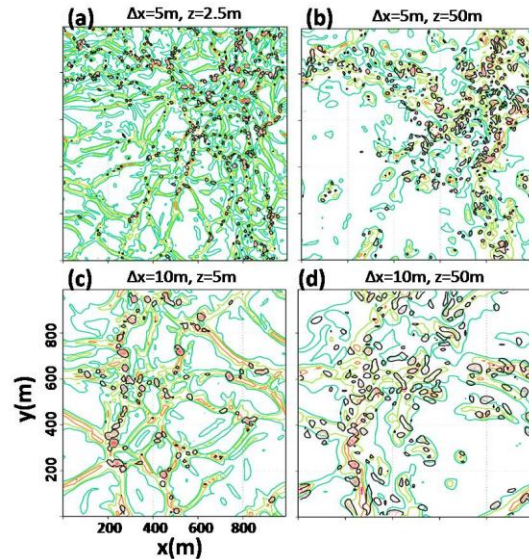 (a) Δx=5m, z=2.5m
(b) Δx=5m, z=50m
(c) Δx=10m, z=5m
(d) Δx=10m, z=50m
800
600
400
200
y(m)
200 400 600 800
x(m)